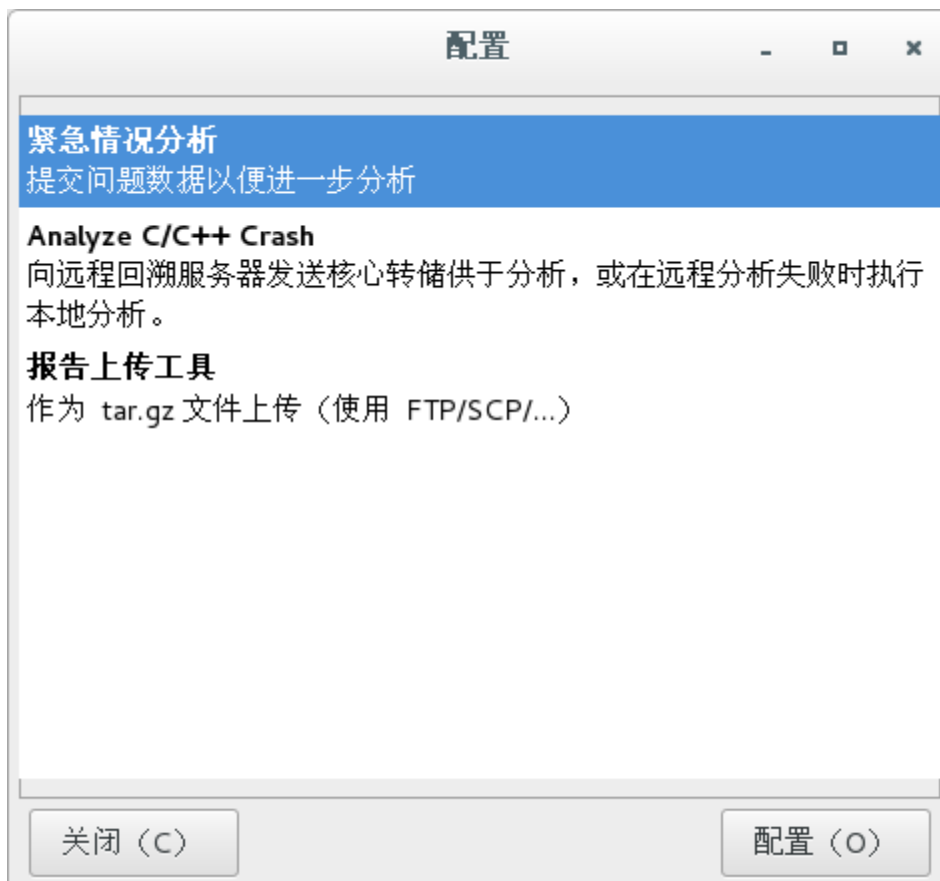 配置
紧急情况分析
提交问题数据以便进一步分析
Analyze C/C++ Crash
向远程回溯服务器发送核心转储供于分析，或在远程分析失败时执行
本地分析。
报告上传工具
作为 tar.gz 文件上传（使用 FTP/SCP/...）
关闭（C）
配置（O）